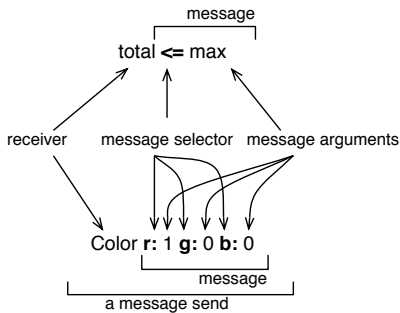 message
total <= max
receiver message selector message arguments
Color r: 1 g: 0 b: 0
message
a message send